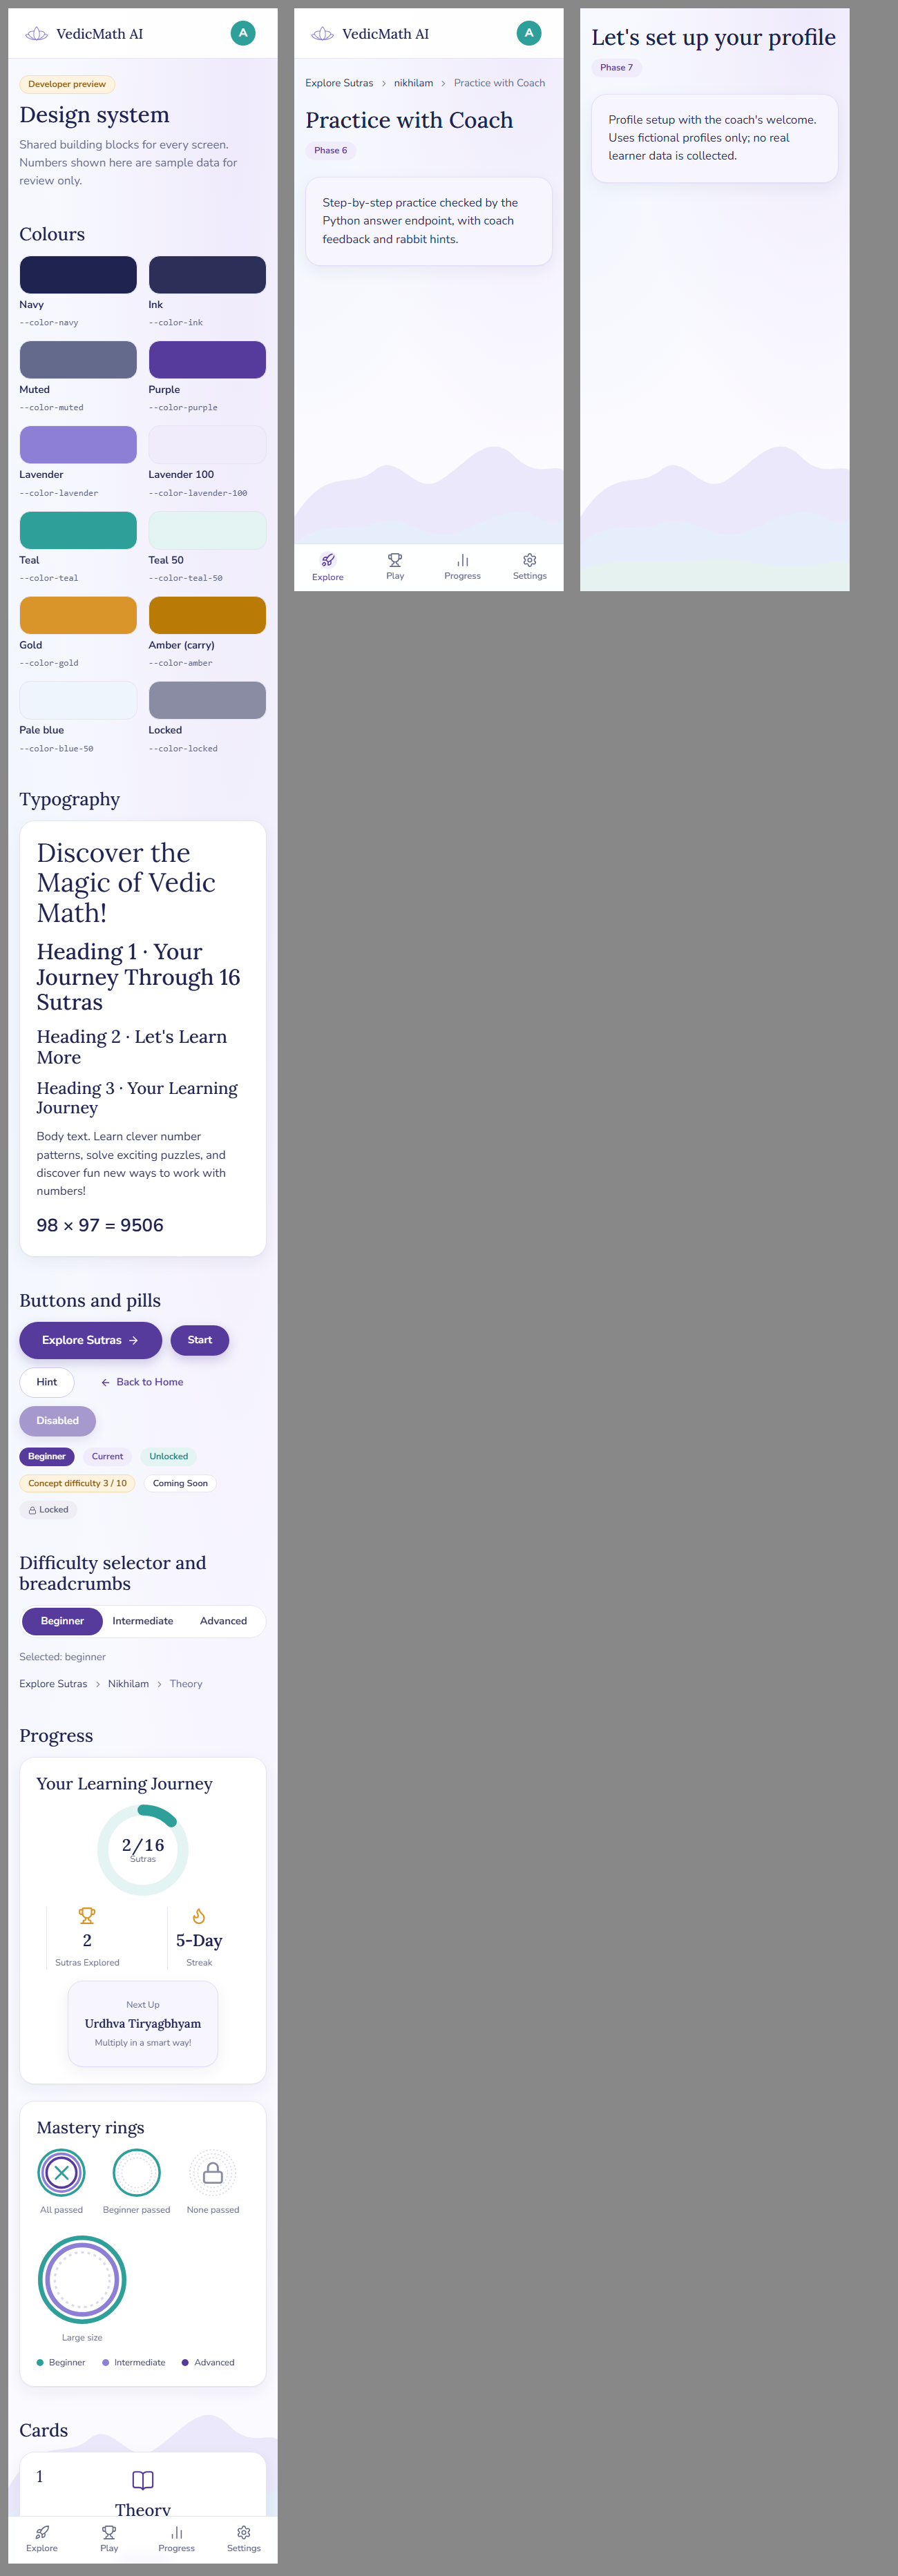 VedicMath AI
A
Developer preview
Design system
Shared building blocks for every screen.
Numbers shown here are sample data for
review only.
Colours
Navy
--color-navy
Ink
--color-ink
Muted
--color-muted
Purple
--color-purple
Lavender
--color-lavender
Lavender 100
--color-lavender-100
Teal
--color-teal
Teal 50
--color-teal-50
Gold
--color-gold
Amber (carry)
--color-amber
Pale blue
--color-blue-50
Locked
--color-locked
Typography
Discover the
Magic of Vedic
Math!
Heading 1 · Your
Journey Through 16
Sutras
Heading 2 · Let's Learn
More
Heading 3 · Your Learning
Journey
Body text. Learn clever number
patterns, solve exciting puzzles, and
discover fun new ways to work with
numbers!
98 × 97 = 9506
Buttons and pills
Explore Sutras →
Start
Hint
← Back to Home
Disabled
Beginner
Current
Unlocked
Concept difficulty 3 / 10
Coming Soon
Locked
Difficulty selector and
breadcrumbs
Beginner
Intermediate
Advanced
Selected: beginner
Explore Sutras > Nikhilam > Theory
Progress
Your Learning Journey
2/16
Sutras
2
Sutras Explored
5-Day
Streak
Next Up
Urdhva Tiryagbhyam
Multiply in a smart way!
Mastery rings
All passed
Beginner passed
None passed
Large size
Beginner
Intermediate
Advanced
Cards
1
Theory
Explore
Play
Progress
Settings
VedicMath AI
A
Explore Sutras > nikhilam > Practice with Coach
Practice with Coach
Phase 6
Step-by-step practice checked by the
Python answer endpoint, with coach
feedback and rabbit hints.
Explore
Play
Progress
Settings
Let's set up your profile
Phase 7
Profile setup with the coach's welcome.
Uses fictional profiles only; no real
learner data is collected.